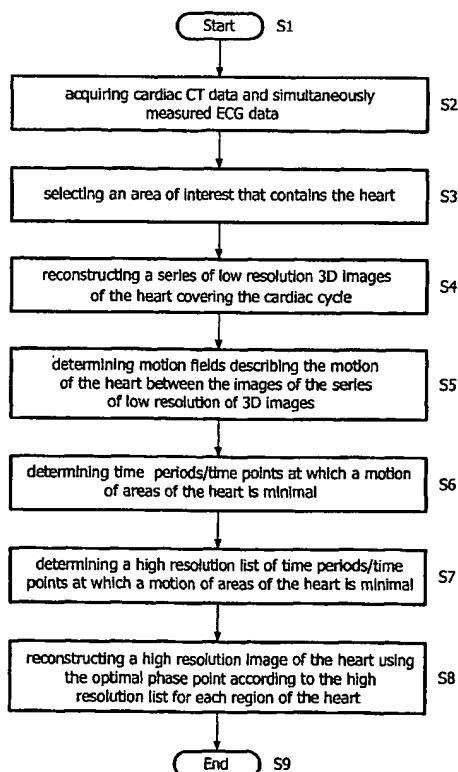 Start S1
acquiring cardiac CT data and simultaneously
measured ECG data
S2
selecting an area of interest that contains the heart S3
reconstructing a series of low resolution 3D images
of the heart covering the cardiac cycle
S4
determining motion fields describing the motion
of the heart between the images of the series
of low resolution of 3D images
S5
determining time periods/time points at which a motion
of areas of the heart is minimal
S6
determining a high resolution list of time periods/time
points at which a motion of areas of the heart is minimal
S7
reconstructing a high resolution image of the heart using
the optimal phase point according to the high
resolution list for each region of the heart
S8
End S9